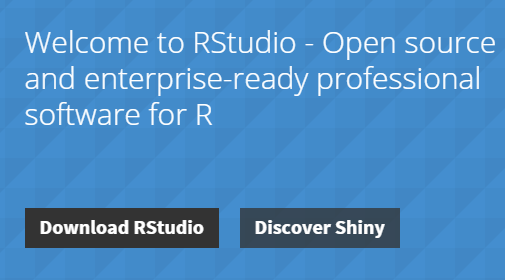 Welcome to RStudio - Open source
and enterprise-ready professional
software for R
Download RStudio
Discover Shiny